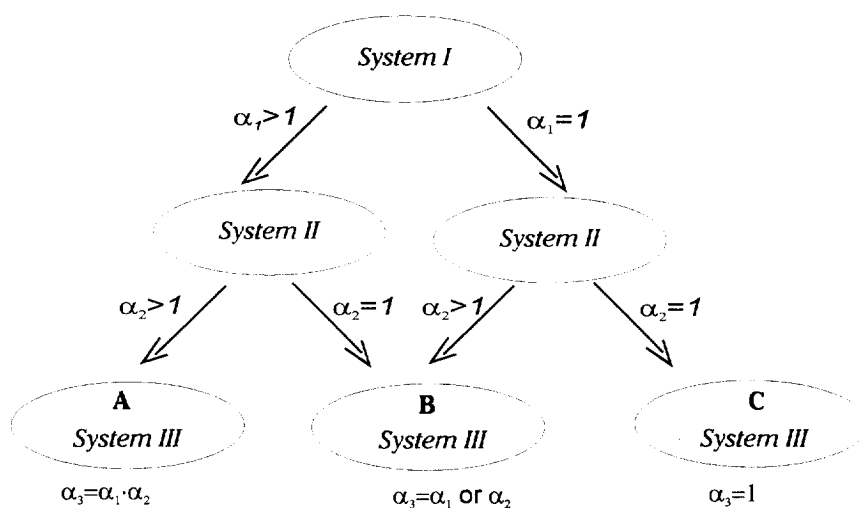 System I
α₁>1
α₁=1
System II
System II
α₂>1
α₂=1
α₂>1
α₂=1
A
System III
B
System III
C
System III
α₃=α₁·α₂
α₃=α₁ or α₂
α₃=1